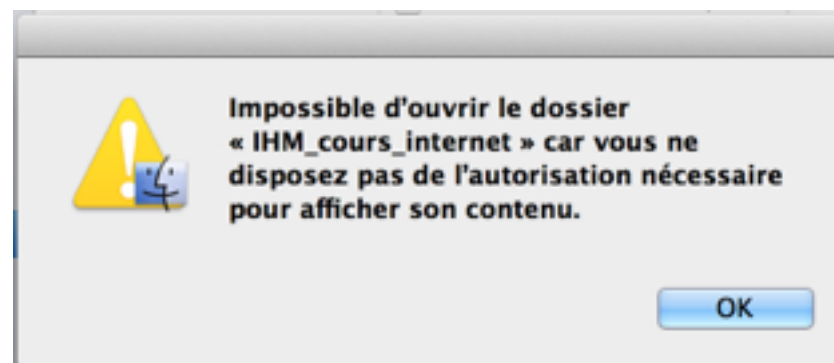 Impossible d'ouvrir le dossier
« IHM_cours_internet » car vous ne
disposez pas de l'autorisation nécessaire
pour afficher son contenu.
OK